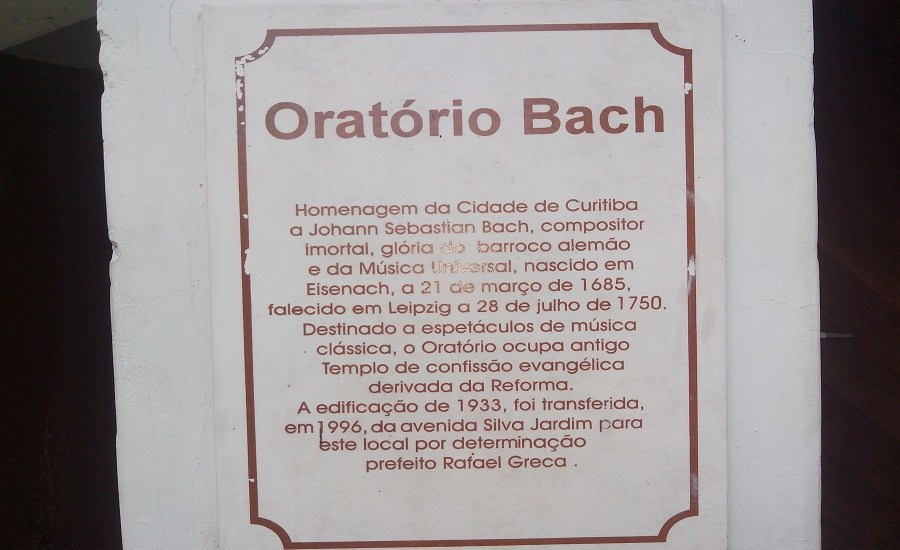 Oratório Bach
Homenagem da Cidade de Curitiba
a Johann Sebastian Bach, compositor
imortal, glória do barroco alemão
e da Música Universal, nascido em
Eisenach, a 21 de março de 1685,
falecido em Leipzig a 28 de julho de 1750.
Destinado a espetáculos de música
clássica, o Oratório ocupa antigo
Templo de confissão evangélica
derivada da Reforma.
A edificação de 1933, foi transferida,
em 1996, da avenida Silva Jardim para
este local por determinação
prefeito Rafael Greca .